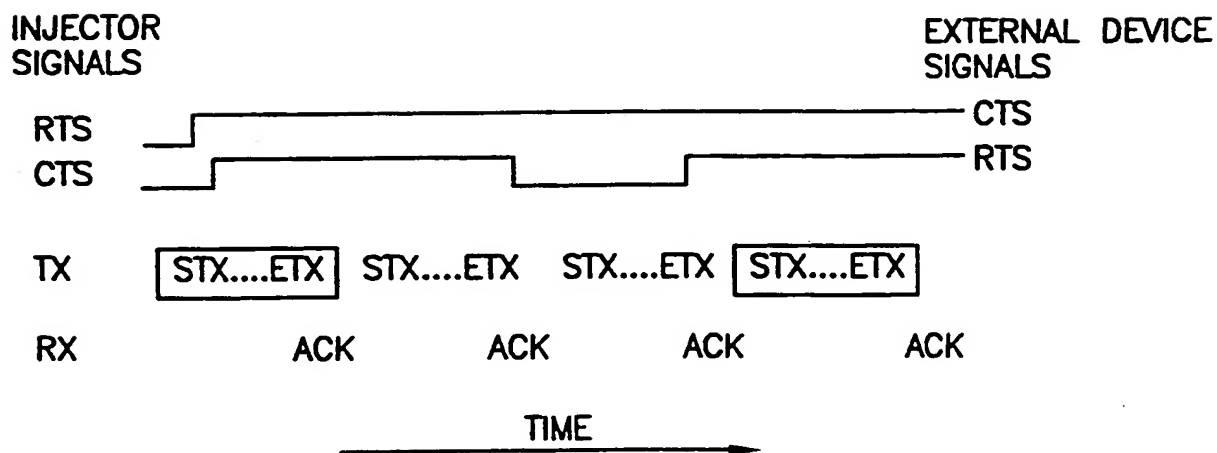 INJECTOR SIGNALS
EXTERNAL DEVICE SIGNALS
RTS CTS
CTS RTS
TX STX....ETX STX....ETX STX....ETX STX....ETX
RX ACK ACK ACK ACK
TIME